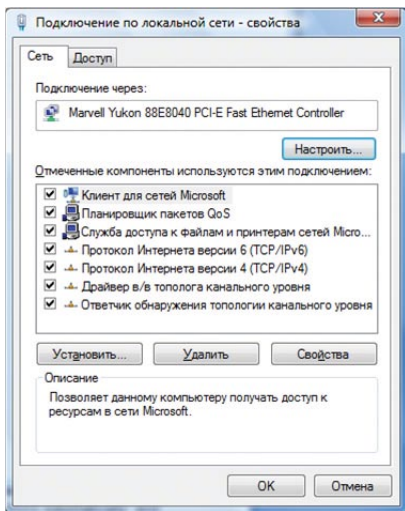 Подключение по локальной сети - свойства
Сеть Доступ
Подключение через:
Marvell Yukon 88E8040 PCI-E Fast Ethernet Controller
Настроить...
Отмеченные компоненты используются этим подключением:
Клиент для сетей Microsoft
Планировщик пакетов QoS
Служба доступа к файлам и принтерам сетей Micro...
Протокол Интернета версии 6 (TCP/IPv6)
Протокол Интернета версии 4 (TCP/IPv4)
Драйвер в/в тополога канального уровня
Ответчик обнаружения топологии канального уровня
Установить... Удалить Свойства
Описание
Позволяет данному компьютеру получать доступ к
ресурсам в сети Microsoft.
OK Отмена